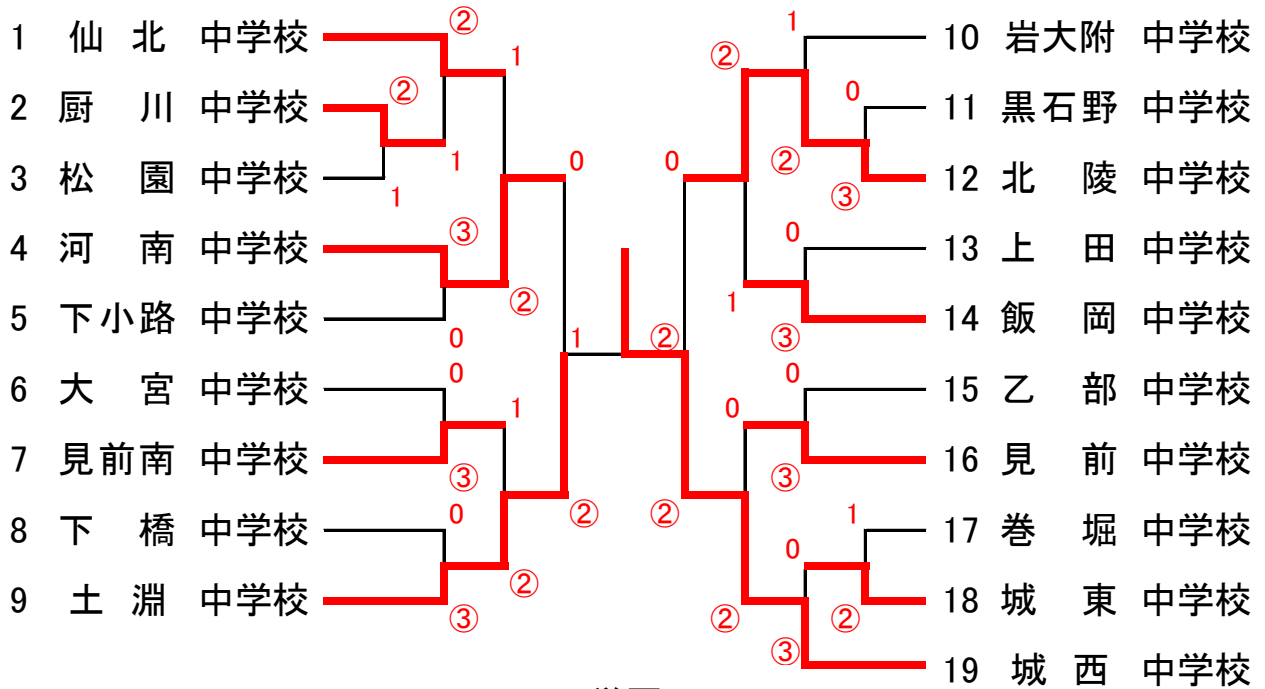 1 仙 北 中学校
2 厨 川 中学校
3 松 園 中学校
4 河 南 中学校
5 下小路 中学校
6 大 宮 中学校
7 見前南 中学校
8 下 橋 中学校
9 土 淵 中学校
②
②
1
1
③
0
0
③
0
③
1
②
1
②
0
②
1
②
0
②
②
1
0
②
1
②
0
③
0
③
0
③
1
0
②
③
10 岩大附 中学校
11 黒石野 中学校
12 北 陵 中学校
13 上 田 中学校
14 飯 岡 中学校
15 乙 部 中学校
16 見 前 中学校
17 巻 堀 中学校
18 城 東 中学校
19 城 西 中学校